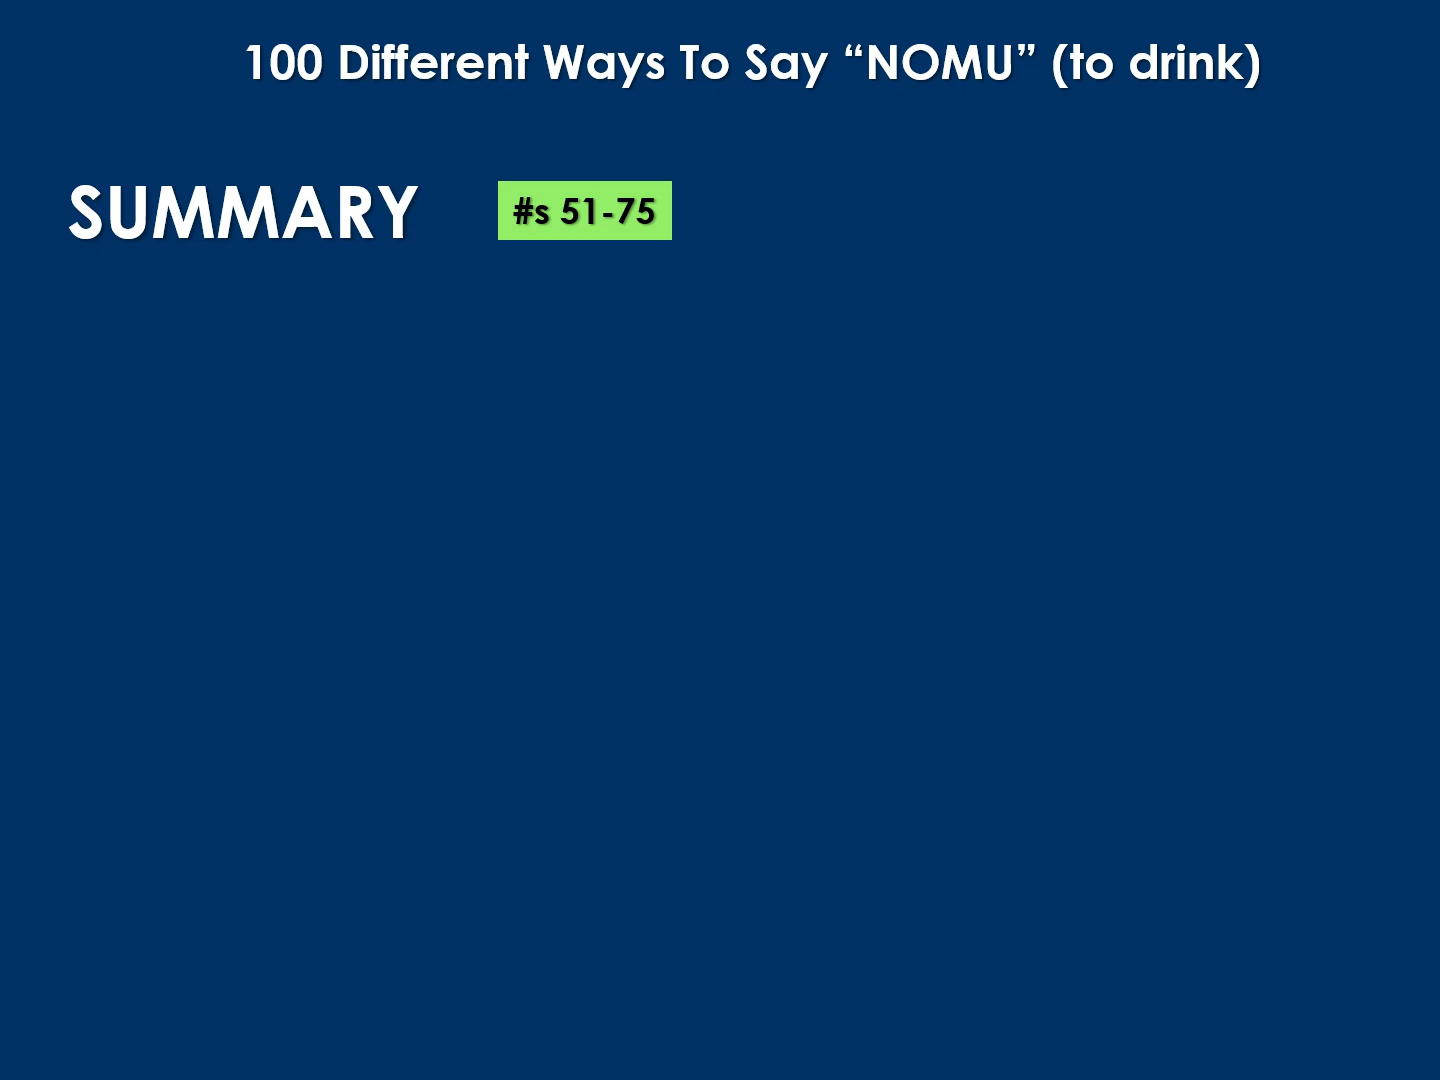 100 Different Ways To Say “NOMU” (to drink)
SUMMARY
#s 51-75